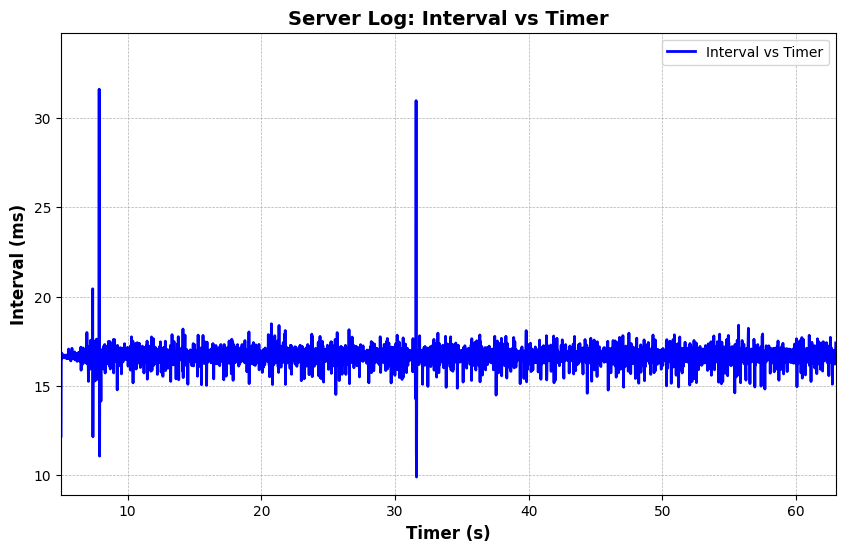 Server Log: Interval vs Timer
Interval vs Timer
Interval (ms)
30
25
20
15
10
10 20 30 40 50 60
Timer (s)